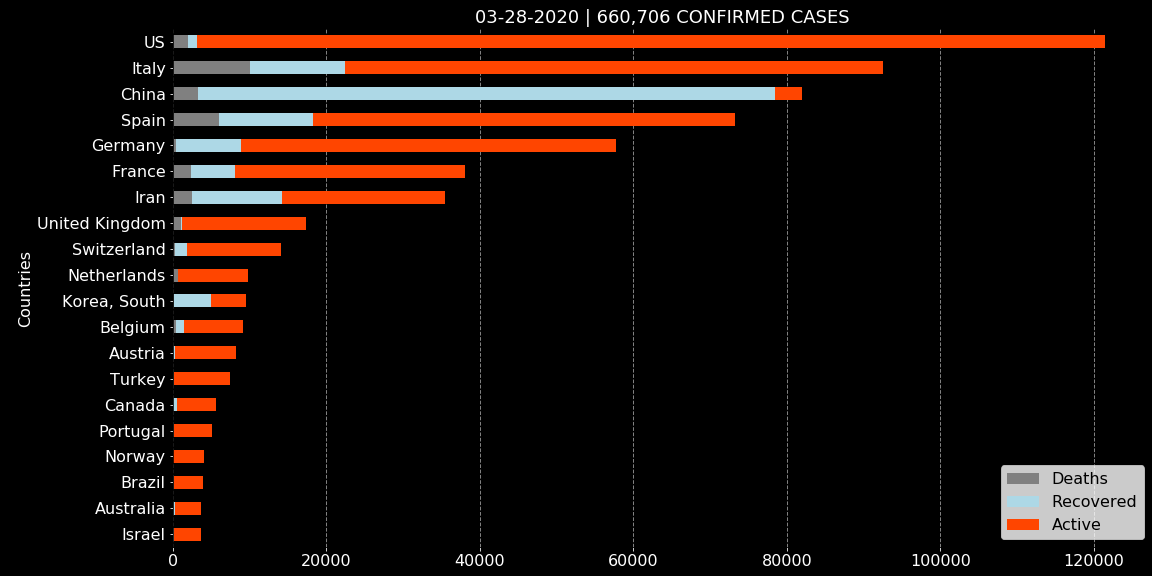 03-28-2020 | 660,706 CONFIRMED CASES
Countries
US
Italy
China
Spain
Germany
France
Iran
United Kingdom
Switzerland
Netherlands
Korea, South
Belgium
Austria
Turkey
Canada
Portugal
Norway
Brazil
Australia
Israel
Deaths
Recovered
Active
0 20000 40000 60000 80000 100000 120000